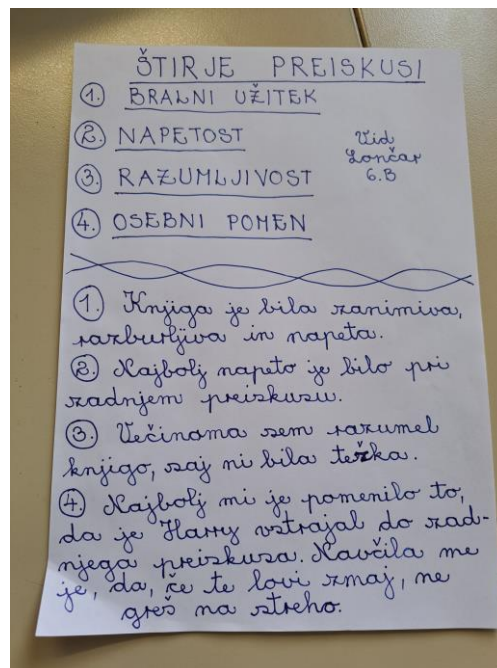 ŠTIRJE PREISKUSI
1. BRALNI UŽITEK
2. NAPETOST
Vid
Lončar
6.B
3. RAZUMLJIVOST
4. OSEBNI POMEN
1. Knjiga je bila zanimiva,
razburljiva in napeta.
2. Najbolj napeto je bilo pri
zadnjem preizkusu.
3. Večinoma sem razumel
knjigo, saj ni bila težka.
4. Najbolj mi je pomenilo to,
da je Harry vztrajal do zad-
njega preizkusa. Navčila me
je, da, če te lovi zmaj, ne
greš na streho.